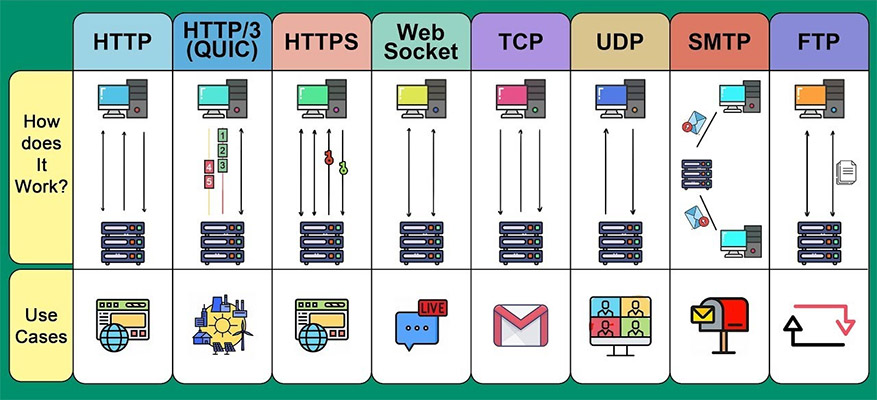 HTTP
HTTP/3
(QUIC)
HTTPS
Web
Socket
TCP
UDP
SMTP
FTP
How
does
It
Work?
1
2
3
4
5
Use
Cases
LIVE